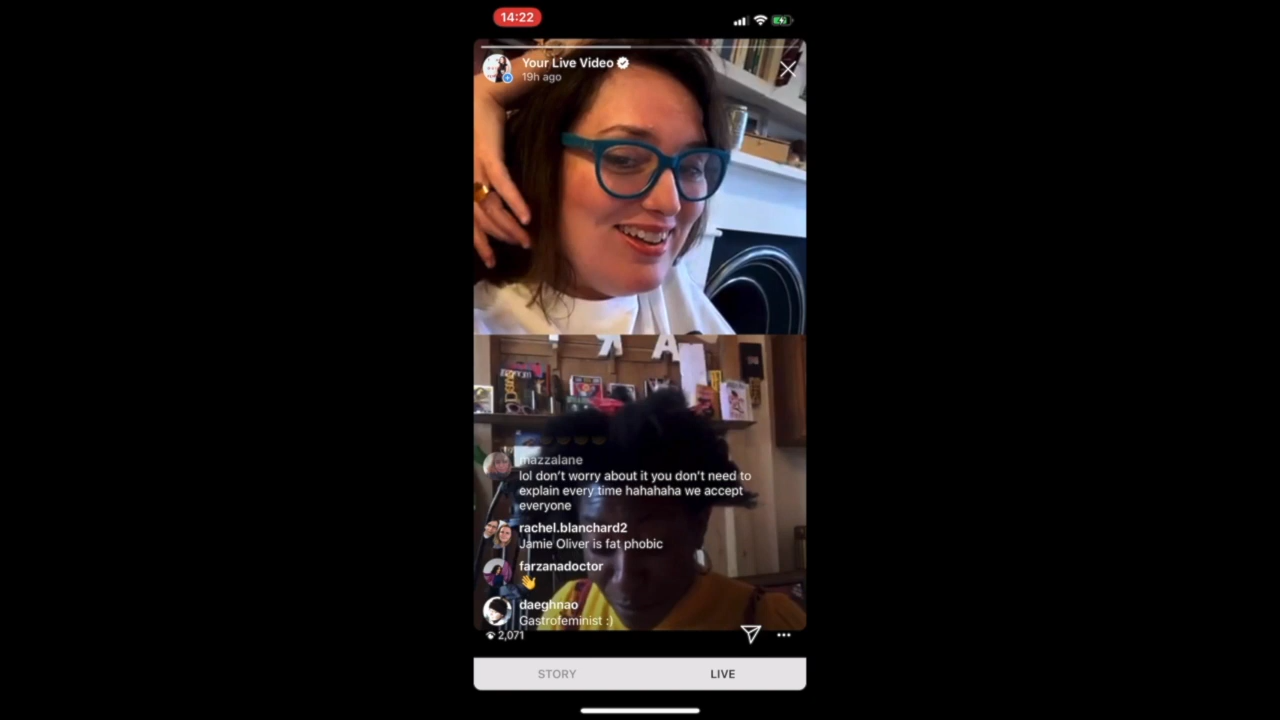 14:22
Your Live Video
19h ago
A
mazzalane
lol don't worry about it you don't need to
explain every time hahahaha we accept
everyone
rachel.blanchard2
Jamie Oliver is fat phobic
farzanadoctor
daeghnao
Gastrofeminist :)
2,071
STORY
LIVE